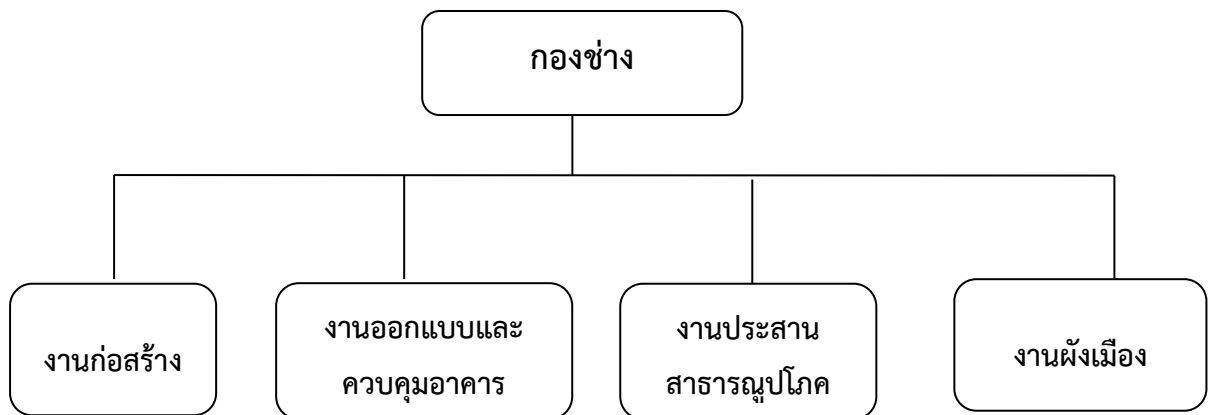 กองช่าง
งานก่อสร้าง
งานออกแบบและ
ควบคุมอาคาร
งานประสาน
สาธารณูปโภค
งานผังเมือง